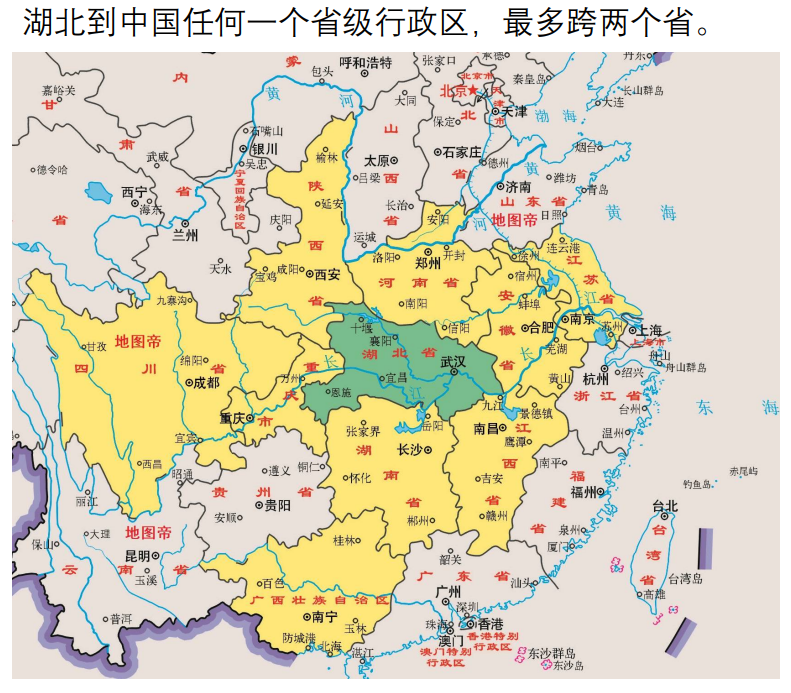 湖北到中国任何一个省级行政区，最多跨两个省。
内 蒙
呼和浩特
包头
张家口
承德
丹东
秦皇岛
长山群岛
大连
北京市
北京
天津市
天津
渤海
嘉峪关
甘
肃
省
武威
德令哈
西宁
海东
兰州
省
黄河
石嘴山
银川
吴忠
宁夏回族自治区
大同
山西省
保定
河北省
石家庄
德州
太原
吕梁
长治
运城
榆林
陕西省
延安
庆阳
天水
宝鸡
咸阳
西安
烟台
黄河
济南
潍坊
青岛
山东省
地图帝
日照
黄海
安阳
洛阳
郑州
开封
河南省
南阳
信阳
连云港
徐州
宿州
江苏省
安徽省
蚌埠
合肥
南京
苏州
芜湖
黄山
上海
上海市
舟山
舟山群岛
杭州
绍兴
浙江省
台州
温州
东海
九寨沟
地图帝
甘孜
绵阳
四川省
成都
宜宾
西昌
重庆市
万州
重庆
十堰
襄阳
湖北省
武汉
宜昌
恩施
长江
长江
九江
景德镇
南昌
鹰潭
江西省
吉安
赣州
岳阳
张家界
长沙
湖南省
怀化
郴州
昭通
遵义
铜仁
贵州省
贵阳
安顺
丽江
地图帝
大理
昆明
保山
云南省
玉溪
普洱
桂林
百色
广西壮族自治区
南宁
玉林
防城港
北海
湛江
韶关
广东省
汕头
广州
深圳
珠海
香港
香港特别行政区
澳门
澳门特别行政区
东沙群岛
东沙岛
南平
福建省
福州
泉州
厦门
钓鱼岛
赤尾屿
台北
台湾省
台湾岛
高雄